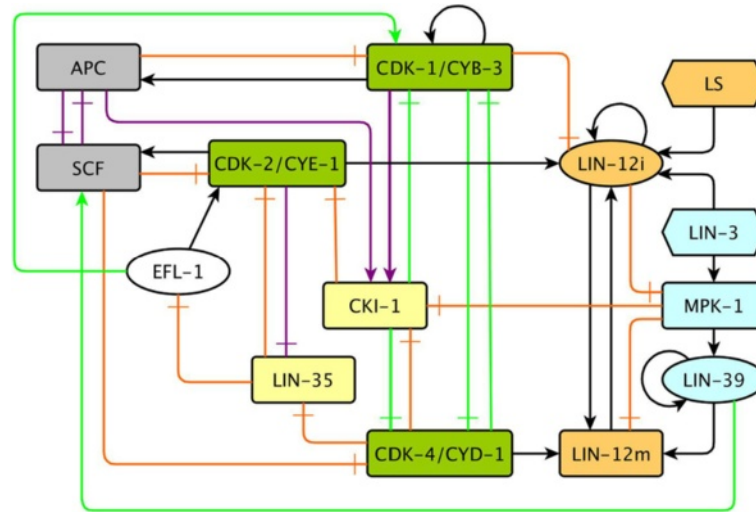 APC
CDK-1/CYB-3
LS
SCF
CDK-2/CYE-1
LIN-12i
LIN-3
EFL-1
CKI-1
MPK-1
LIN-35
LIN-39
CDK-4/CYD-1
LIN-12m